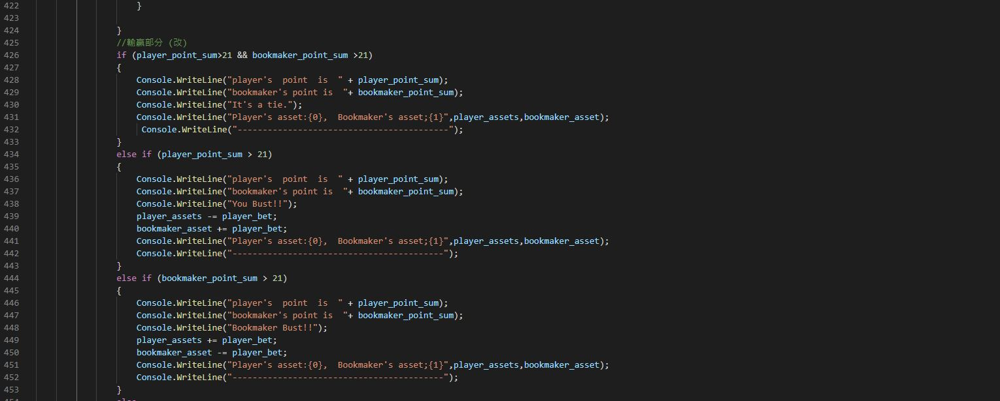 422 }
423
424 }
425 //輸贏部分 (改)
426 if (player_point_sum>21 && bookmaker_point_sum >21)
427 {
428 Console.WriteLine("player's  point  is  " + player_point_sum);
429 Console.WriteLine("bookmaker's point is  "+ bookmaker_point_sum);
430 Console.WriteLine("It's a tie.");
431 Console.WriteLine("Player's asset:{0},  Bookmaker's asset;{1}",player_assets,bookmaker_asset);
432 Console.WriteLine("------------------------------------------");
433 }
434 else if (player_point_sum > 21)
435 {
436 Console.WriteLine("player's  point  is  " + player_point_sum);
437 Console.WriteLine("bookmaker's point is  "+ bookmaker_point_sum);
438 Console.WriteLine("You Bust!!");
439 player_assets -= player_bet;
440 bookmaker_asset += player_bet;
441 Console.WriteLine("Player's asset:{0},  Bookmaker's asset;{1}",player_assets,bookmaker_asset);
442 Console.WriteLine("------------------------------------------");
443 }
444 else if (bookmaker_point_sum > 21)
445 {
446 Console.WriteLine("player's  point  is  " + player_point_sum);
447 Console.WriteLine("bookmaker's point is  "+ bookmaker_point_sum);
448 Console.WriteLine("Bookmaker Bust!!");
449 player_assets += player_bet;
450 bookmaker_asset -= player_bet;
451 Console.WriteLine("Player's asset:{0},  Bookmaker's asset;{1}",player_assets,bookmaker_asset);
452 Console.WriteLine("------------------------------------------");
453 }